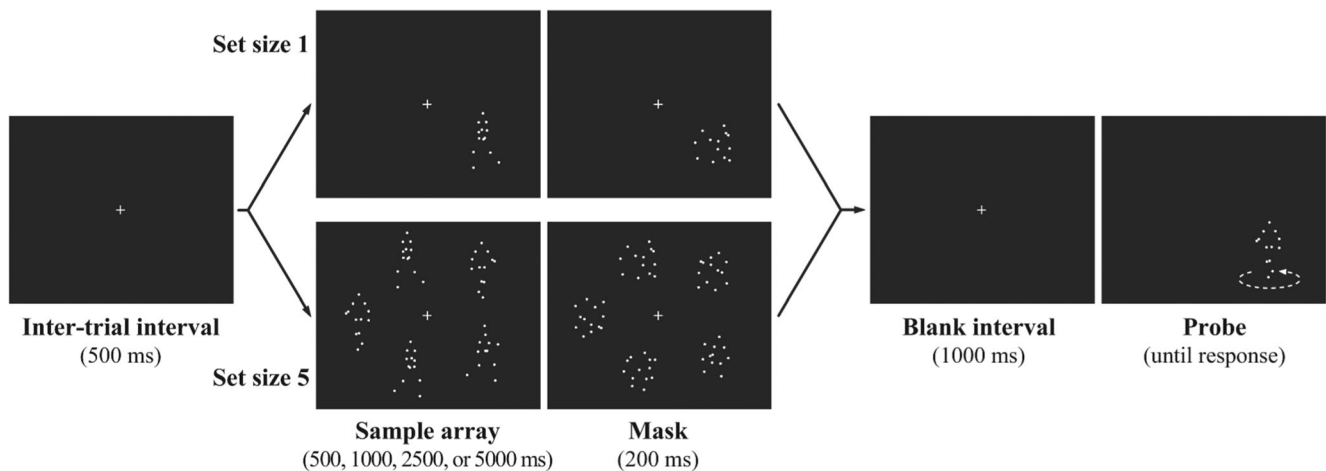 Set size 1
Set size 5
Inter-trial interval
(500 ms)
Sample array
(500, 1000, 2500, or 5000 ms)
Mask
(200 ms)
Blank interval
(1000 ms)
Probe
(until response)